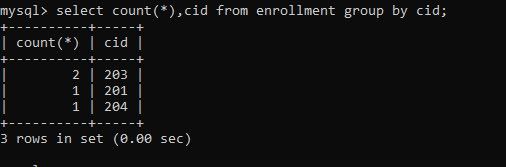 mysql> select count(*),cid from enrollment group by cid;
+----------+-----+
| count(*) | cid |
+----------+-----+
|        2 | 203 |
|        1 | 201 |
|        1 | 204 |
+----------+-----+
3 rows in set (0.00 sec)